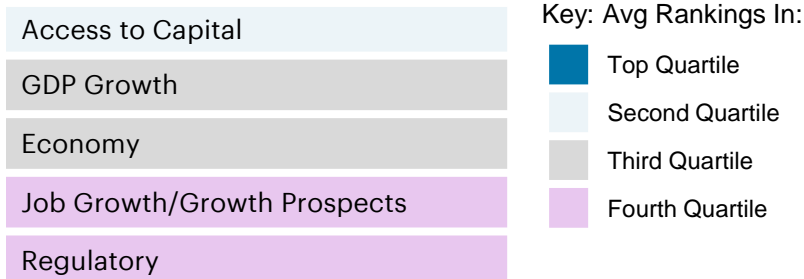 Access to Capital
GDP Growth
Economy
Job Growth/Growth Prospects
Regulatory
Key: Avg Rankings In:
Top Quartile
Second Quartile
Third Quartile
Fourth Quartile